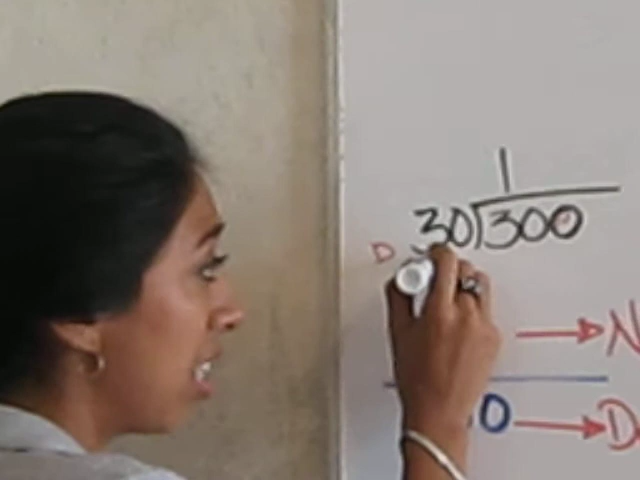 1
30)300
D
→ N
0 → D